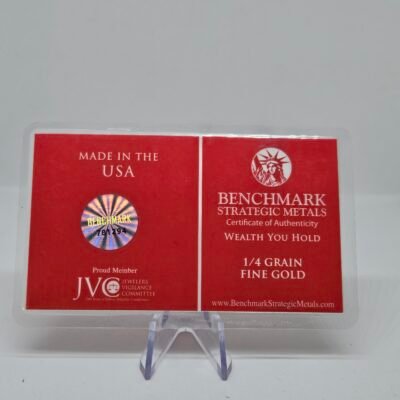 MADE IN THE
USA
BENCHMARK
781294
Proud Member
JVC
JEWELERS
VIGILANCE
COMMITTEE
BENCHMARK
STRATEGIC METALS
Certificate of Authenticity
WEALTH YOU HOLD
1/4 GRAIN
FINE GOLD
www.BenchmarkStrategicMetals.com